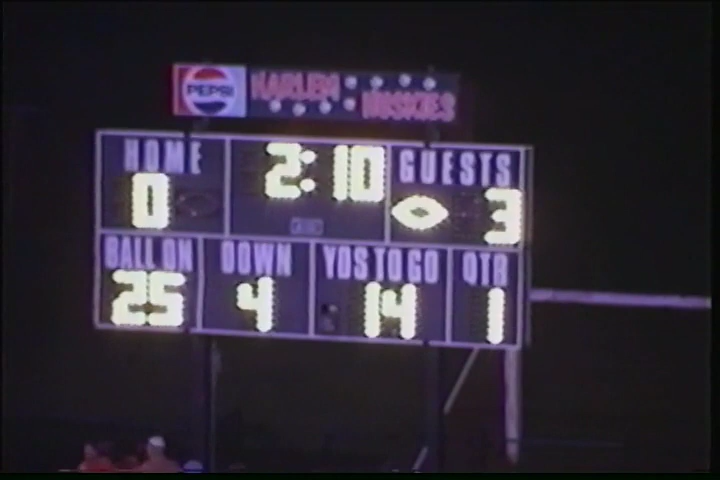 PEPSI HARLEM
HUSKIES
HOME 2:10 GUESTS
0 3
BALL ON DOWN YDS TO GO QTR
25 4 14 1